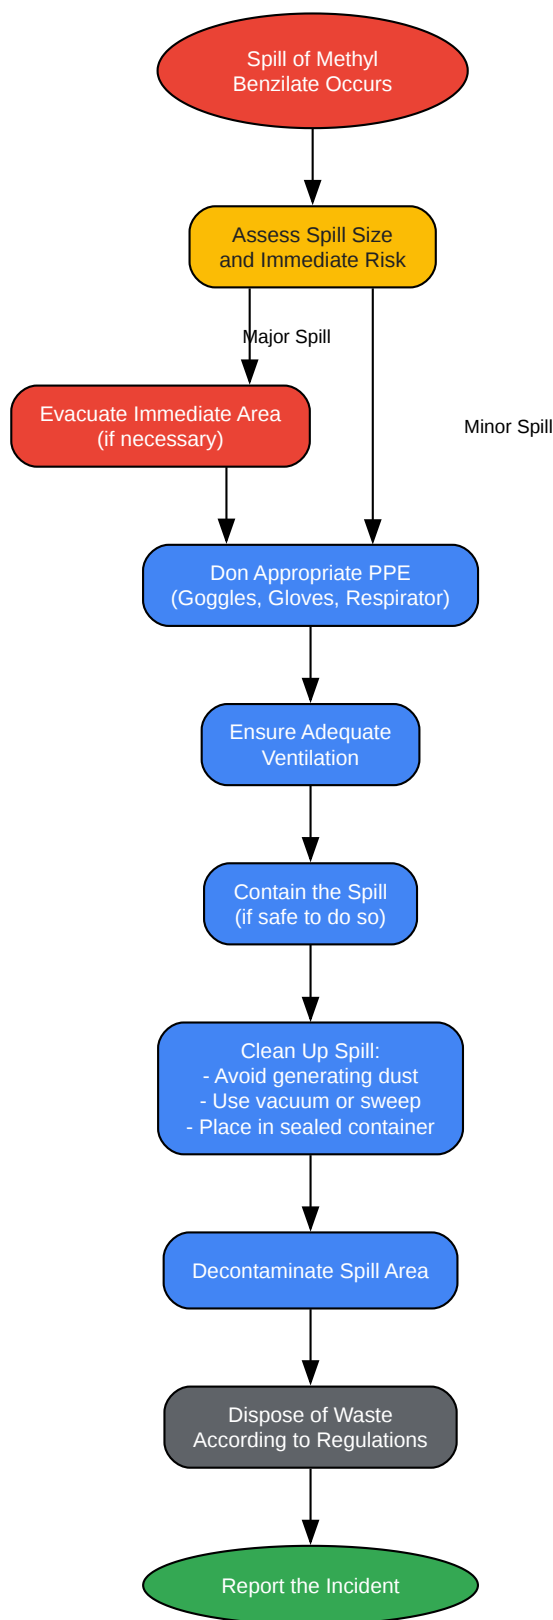 Spill of Methyl
Benzilate Occurs
Assess Spill Size
and Immediate Risk
Major Spill
Evacuate Immediate Area
(if necessary)
Minor Spill
Don Appropriate PPE
(Goggles, Gloves, Respirator)
Ensure Adequate
Ventilation
Contain the Spill
(if safe to do so)
Clean Up Spill:
- Avoid generating dust
- Use vacuum or sweep
- Place in sealed container
Decontaminate Spill Area
Dispose of Waste
According to Regulations
Report the Incident